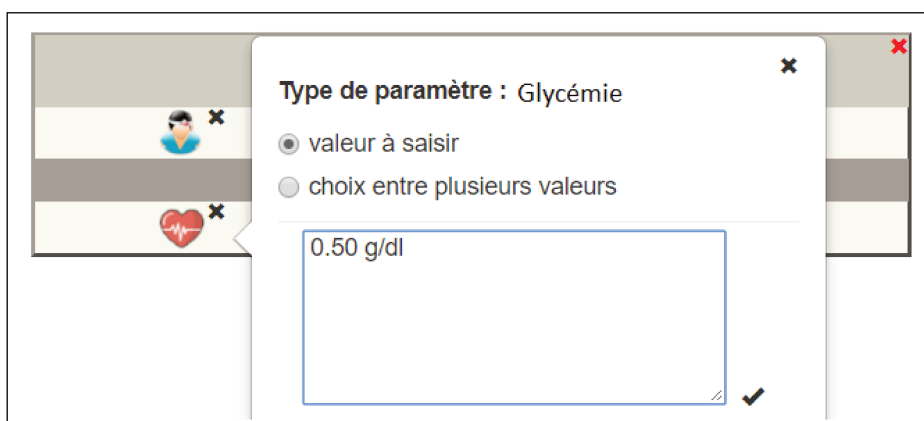 Type de paramètre : Glycémie
valeur à saisir
choix entre plusieurs valeurs
0.50 g/dl